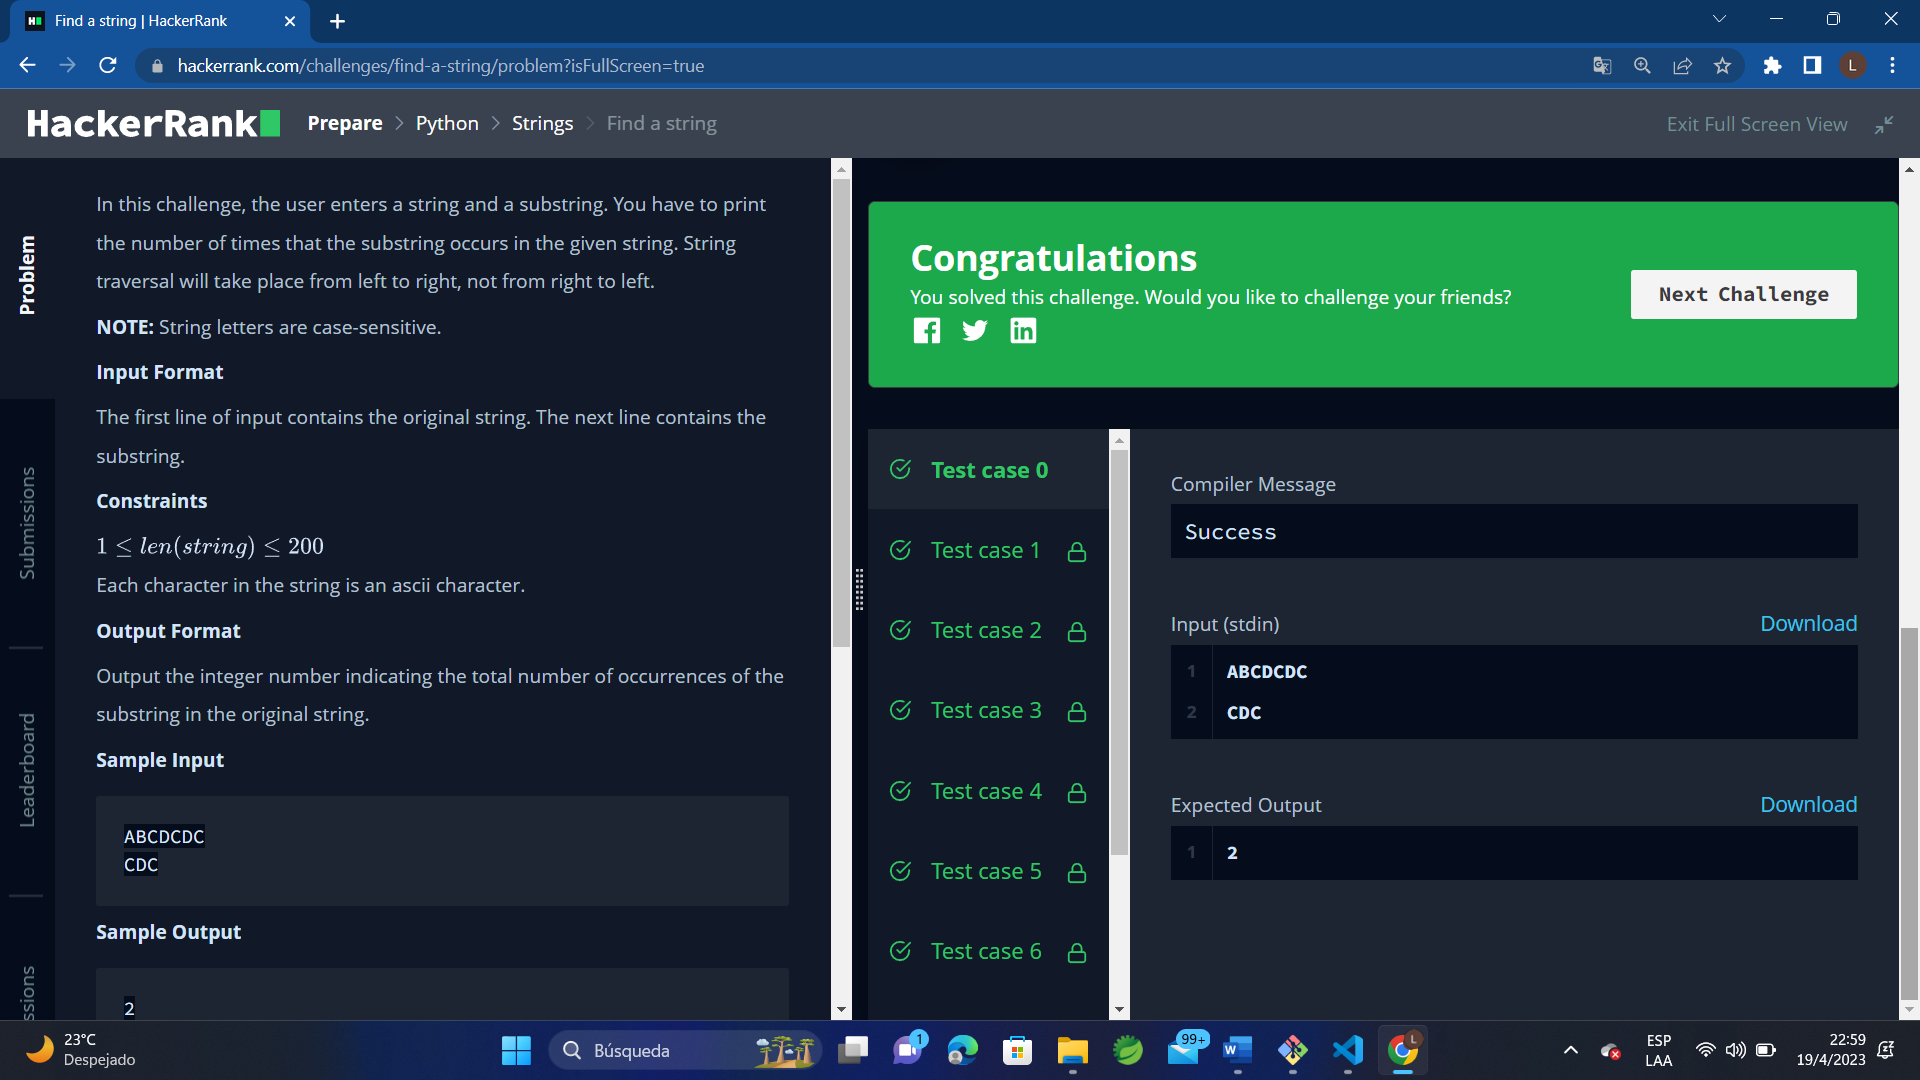 Find a string | HackerRank
hackerrank.com/challenges/find-a-string/problem?isFullScreen=true
L
HackerRank
Prepare
Python
Strings
Find a string
Exit Full Screen View
Problem
Submissions
Leaderboard
ssions
In this challenge, the user enters a string and a substring. You have to print
the number of times that the substring occurs in the given string. String
traversal will take place from left to right, not from right to left.
NOTE: String letters are case-sensitive.
Input Format
The first line of input contains the original string. The next line contains the
substring.
Constraints
1 ≤ len(string) ≤ 200
Each character in the string is an ascii character.
Output Format
Output the integer number indicating the total number of occurrences of the
substring in the original string.
Sample Input
ABCDCDC
CDC
Sample Output
2
Congratulations
You solved this challenge. Would you like to challenge your friends?
Next Challenge
Test case 0
Test case 1
Test case 2
Test case 3
Test case 4
Test case 5
Test case 6
Compiler Message
Success
Input (stdin)
Download
1 ABCDCDC
2 CDC
Expected Output
Download
1 2
23°C
Despejado
Búsqueda
1
99+
W
L
ESP
LAA
22:59
19/4/2023